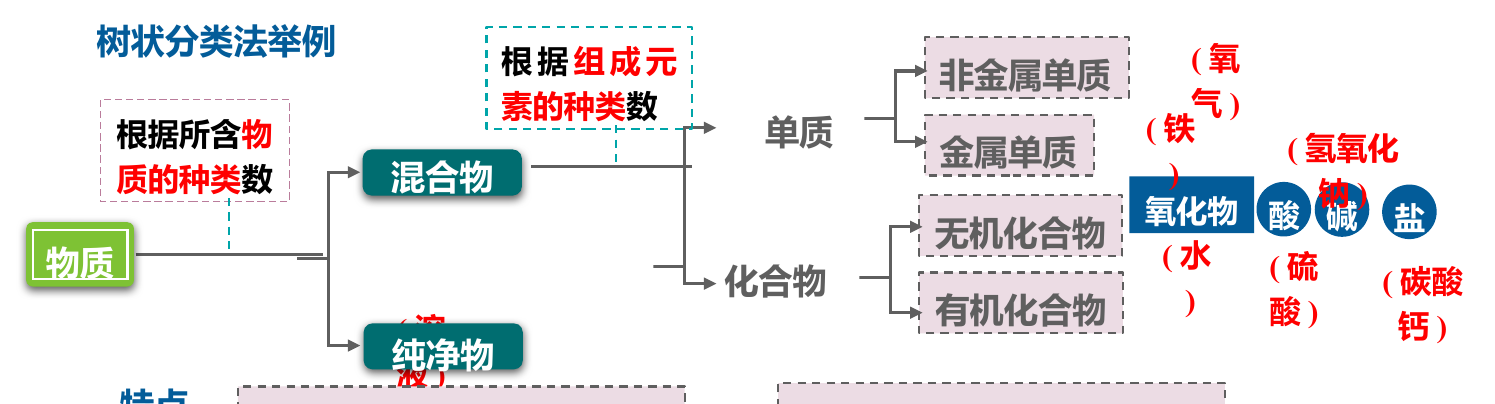 树状分类法举例
根据组成元
素的种类数
根据所含物
质的种类数
物质
混合物
(溶
液)
纯净物
单质
化合物
非金属单质
(氧
气)
金属单质
(铁
)
无机化合物
氧化物
(水
)
酸
(硫
酸)
碱
(氢氧化
钠)
盐
(碳酸
钙)
有机化合物
特点